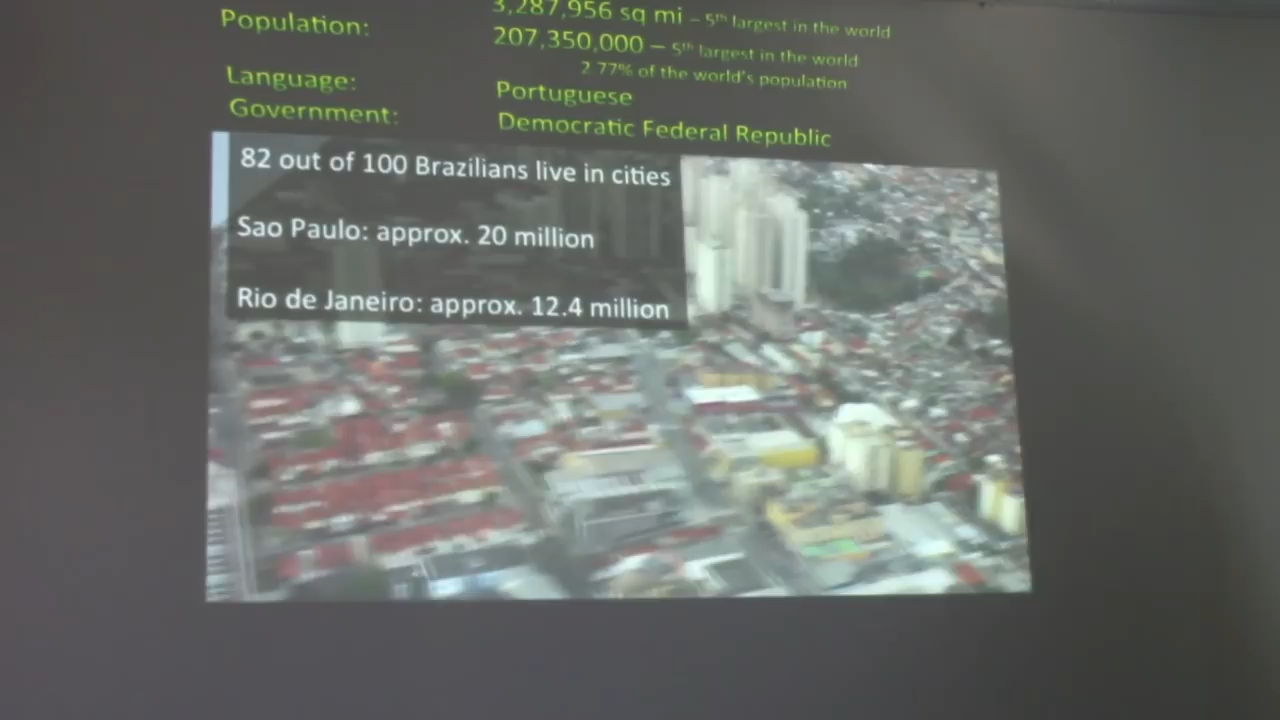 3,287,956 sq mi – 5th largest in the world
Population: 207,350,000 – 5th largest in the world
2.77% of the world's population
Language: Portuguese
Government: Democratic Federal Republic
82 out of 100 Brazilians live in cities
Sao Paulo: approx. 20 million
Rio de Janeiro: approx. 12.4 million